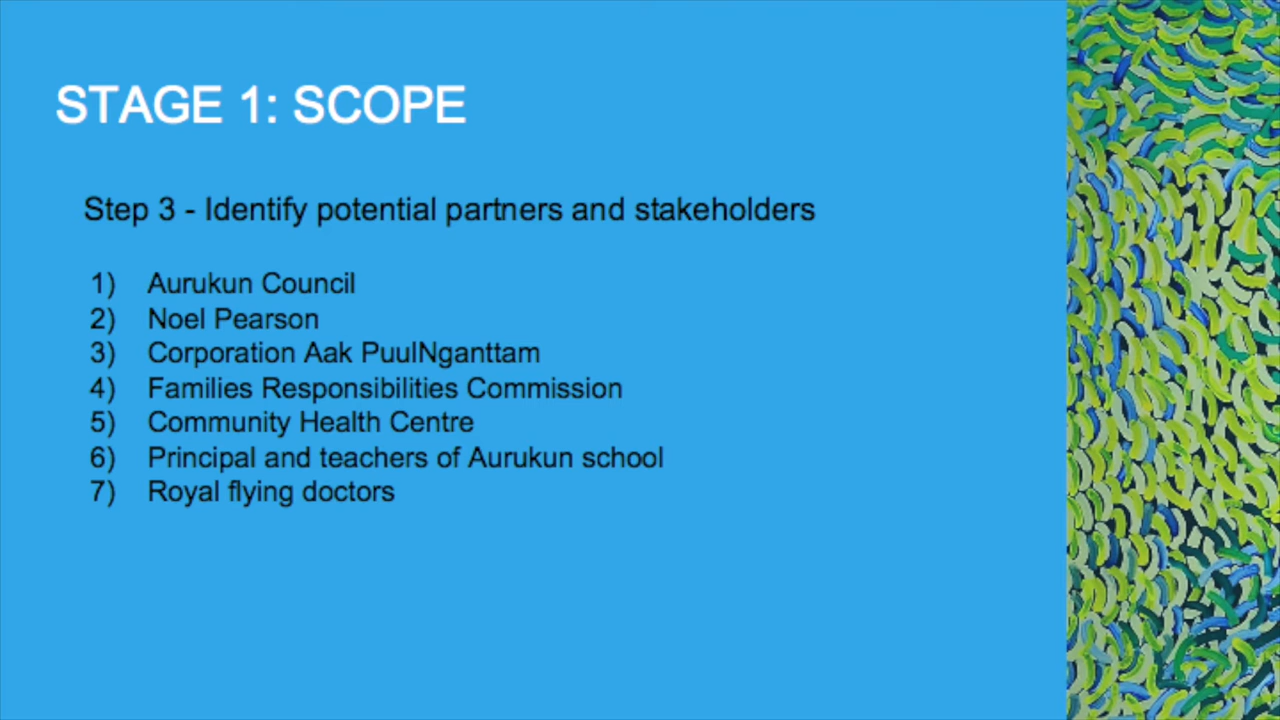 STAGE 1: SCOPE
Step 3 - Identify potential partners and stakeholders
1) Aurukun Council
2) Noel Pearson
3) Corporation Aak PuulNganttam
4) Families Responsibilities Commission
5) Community Health Centre
6) Principal and teachers of Aurukun school
7) Royal flying doctors